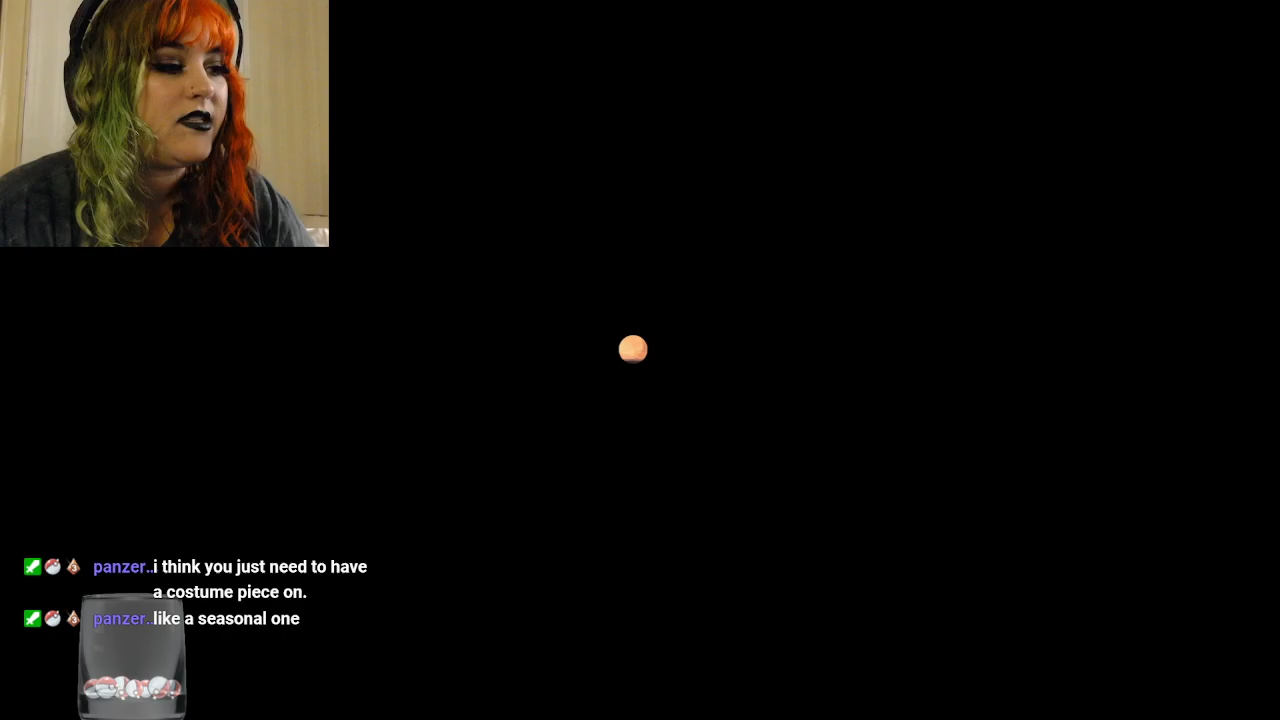 panzer..i think you just need to have
a costume piece on.
panzer..like a seasonal one